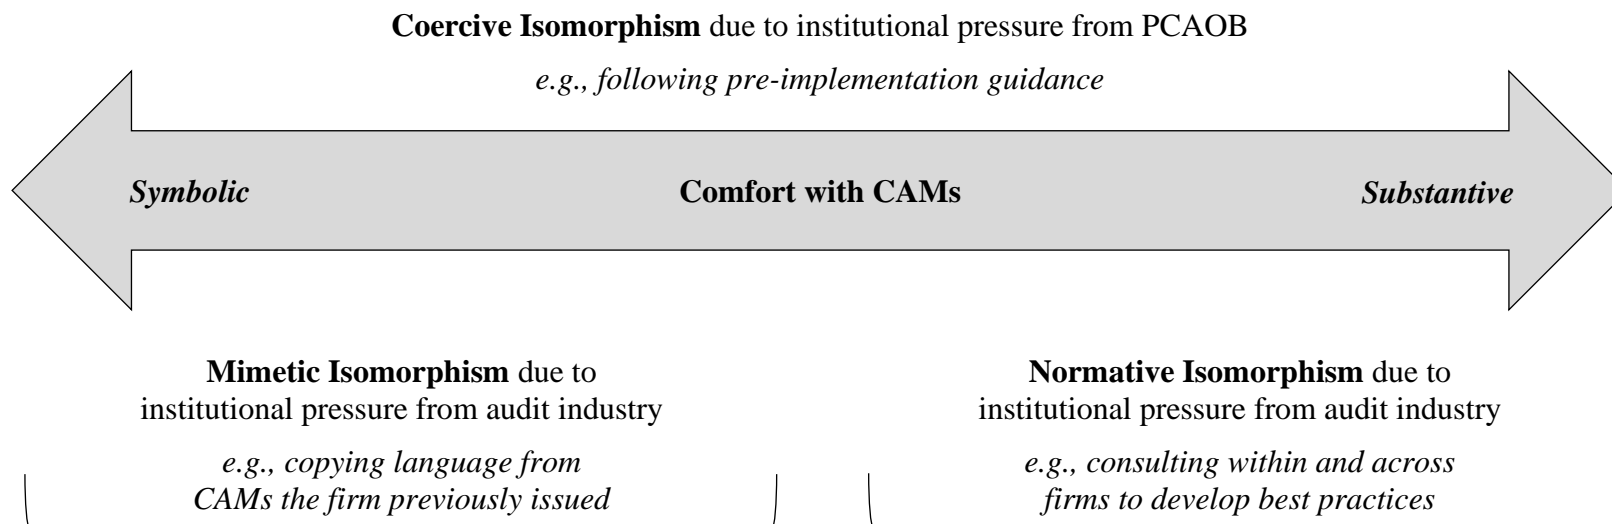 Coercive Isomorphism due to institutional pressure from PCAOB
e.g., following pre-implementation guidance
Symbolic
Comfort with CAMs
Substantive
Mimetic Isomorphism due to
institutional pressure from audit industry
e.g., copying language from
CAMs the firm previously issued
Normative Isomorphism due to
institutional pressure from audit industry
e.g., consulting within and across
firms to develop best practices